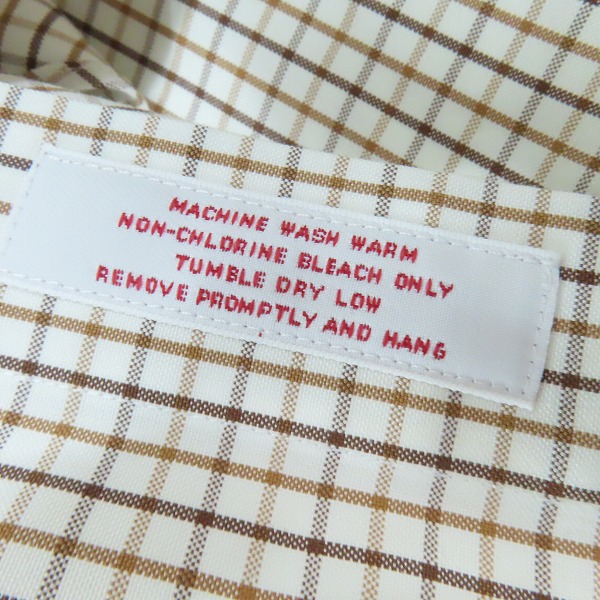 MACHINE WASH WARM
NON-CHLORINE BLEACH ONLY
TUMBLE DRY LOW
REMOVE PROMPTLY AND HANG